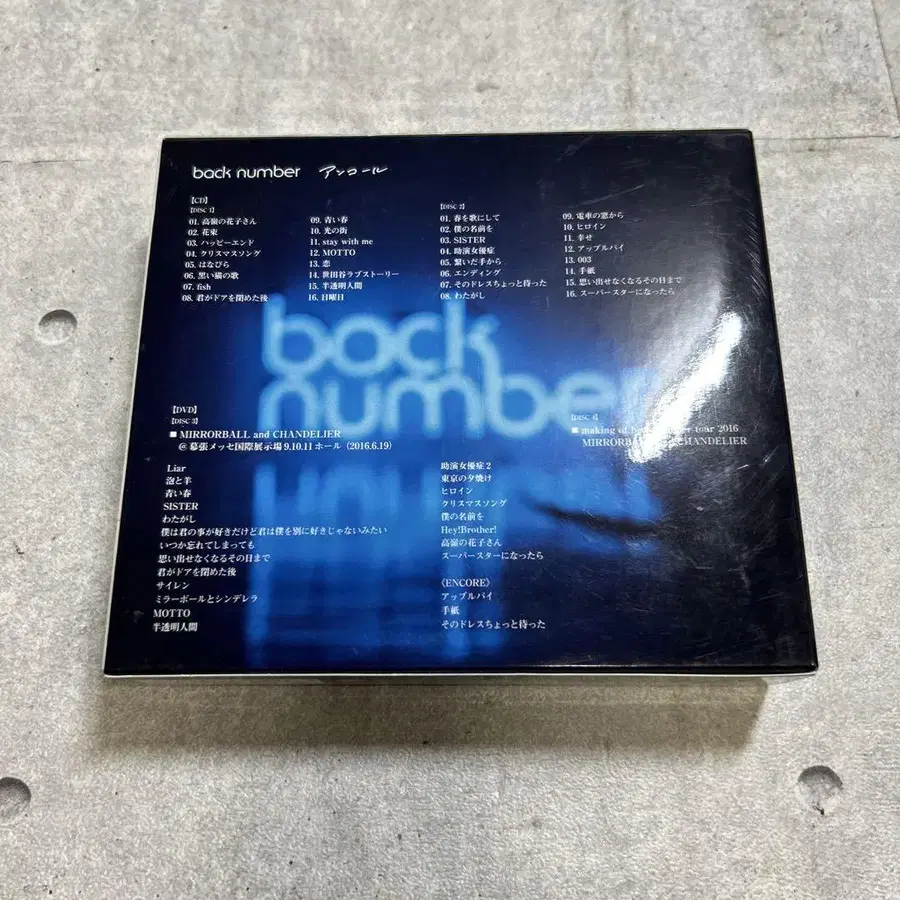 back number アンコール
【CD】
【DISC 1】
01. 高嶺の花子さん
02. 花束
03. ハッピーエンド
04. クリスマスソング
05. はなびら
06. 黒い猫の歌
07. fish
08. 君がドアを閉めた後
09. 青い春
10. 光の街
11. stay with me
12. MOTTO
13. 恋
14. 世田谷ラブストーリー
15. 半透明人間
16. 日曜日
【DISC 2】
01. 春を歌にして
02. 僕の名前を
03. SISTER
04. 助演女優症
05. 繋いだ手から
06. エンディング
07. そのドレスちょっと待った
08. わたがし
09. 電車の窓から
10. ヒロイン
11. 幸せ
12. アップルパイ
13. 003
14. 手紙
15. 思い出せなくなるその日まで
16. スーパースターになったら
back
number
【DVD】
【DISC 3】
■ MIRRORBALL and CHANDELIER
@ 幕張メッセ国際展示場 9.10.11 ホール（2016.6.19）
Liar
泡と羊
青い春
SISTER
わたがし
僕は君の事が好きだけど君は僕を別に好きじゃないみたい
いつか忘れてしまっても
思い出せなくなるその日まで
君がドアを閉めた後
サイレン
ミラーボールとシンデレラ
MOTTO
半透明人間
助演女優症 2
東京の夕焼け
ヒロイン
クリスマスソング
僕の名前を
Hey!Brother!
高嶺の花子さん
スーパースターになったら
〈ENCORE〉
アップルパイ
手紙
そのドレスちょっと待った
【DISC 4】
■ making of tour 2016
MIRRORBALL CHANDELIER